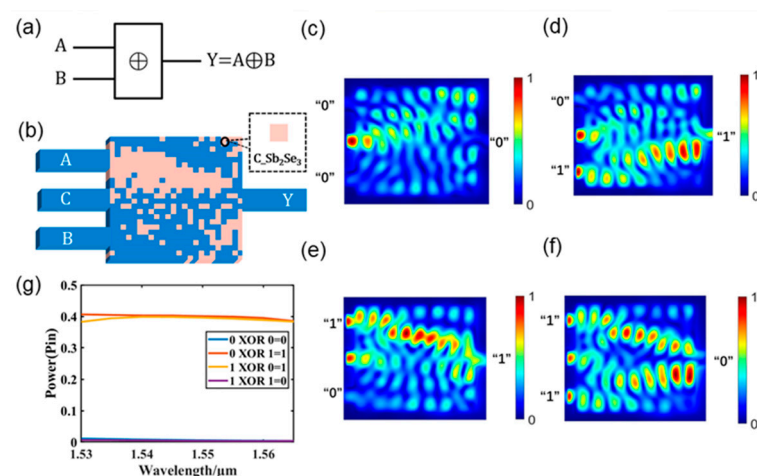 (a)
A
B
⊕
Y=A⊕B
(b)
A
C
B
Y
C_Sb₂Se₃
(c)
"0"
"0"
"0"
1
0
(d)
"0"
"1"
"1"
1
0
(e)
"1"
"0"
"1"
1
0
(f)
"1"
"1"
"0"
1
0
(g)
Power(Pin)
0.5
0.4
0.3
0.2
0.1
0
0 XOR 0=0
0 XOR 1=1
1 XOR 0=1
1 XOR 1=0
1.53
1.54
1.55
1.56
Wavelength/μm